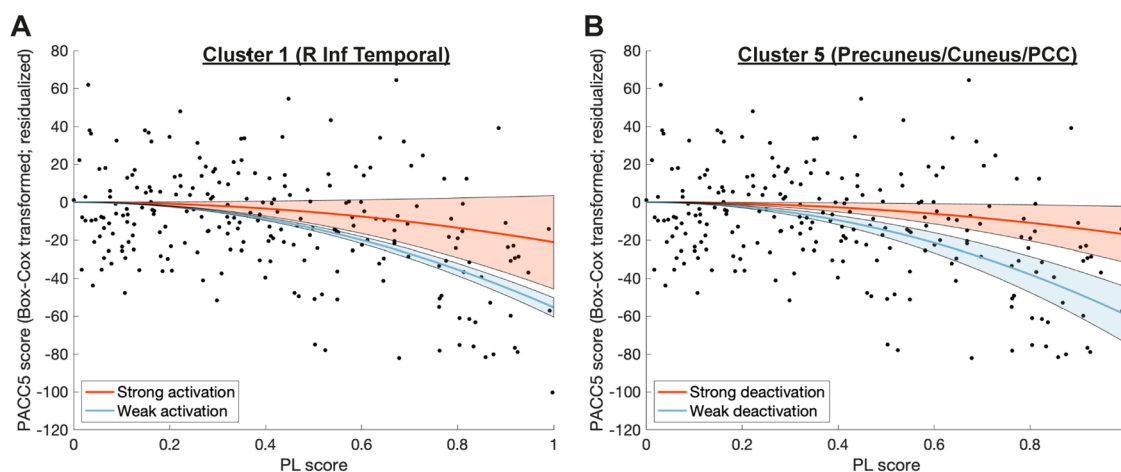 A
Cluster 1 (R Inf Temporal)
PACC5 score (Box-Cox transformed; residualized)
80
60
40
20
0
-20
-40
-60
-80
-100
-120
Strong activation
Weak activation
0
0.2
0.4
0.6
0.8
1
PL score
B
Cluster 5 (Precuneus/Cuneus/PCC)
PACC5 score (Box-Cox transformed; residualized)
80
60
40
20
0
-20
-40
-60
-80
-100
-120
Strong deactivation
Weak deactivation
0
0.2
0.4
0.6
0.8
PL score